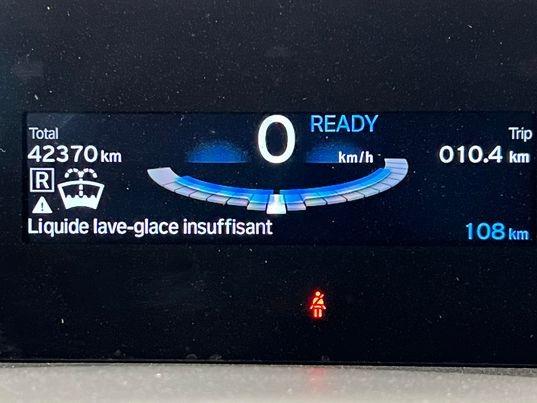 Total
42370 km
0
READY
km/h
Trip
010.4 km
R
Liquide lave-glace insuffisant
108 km